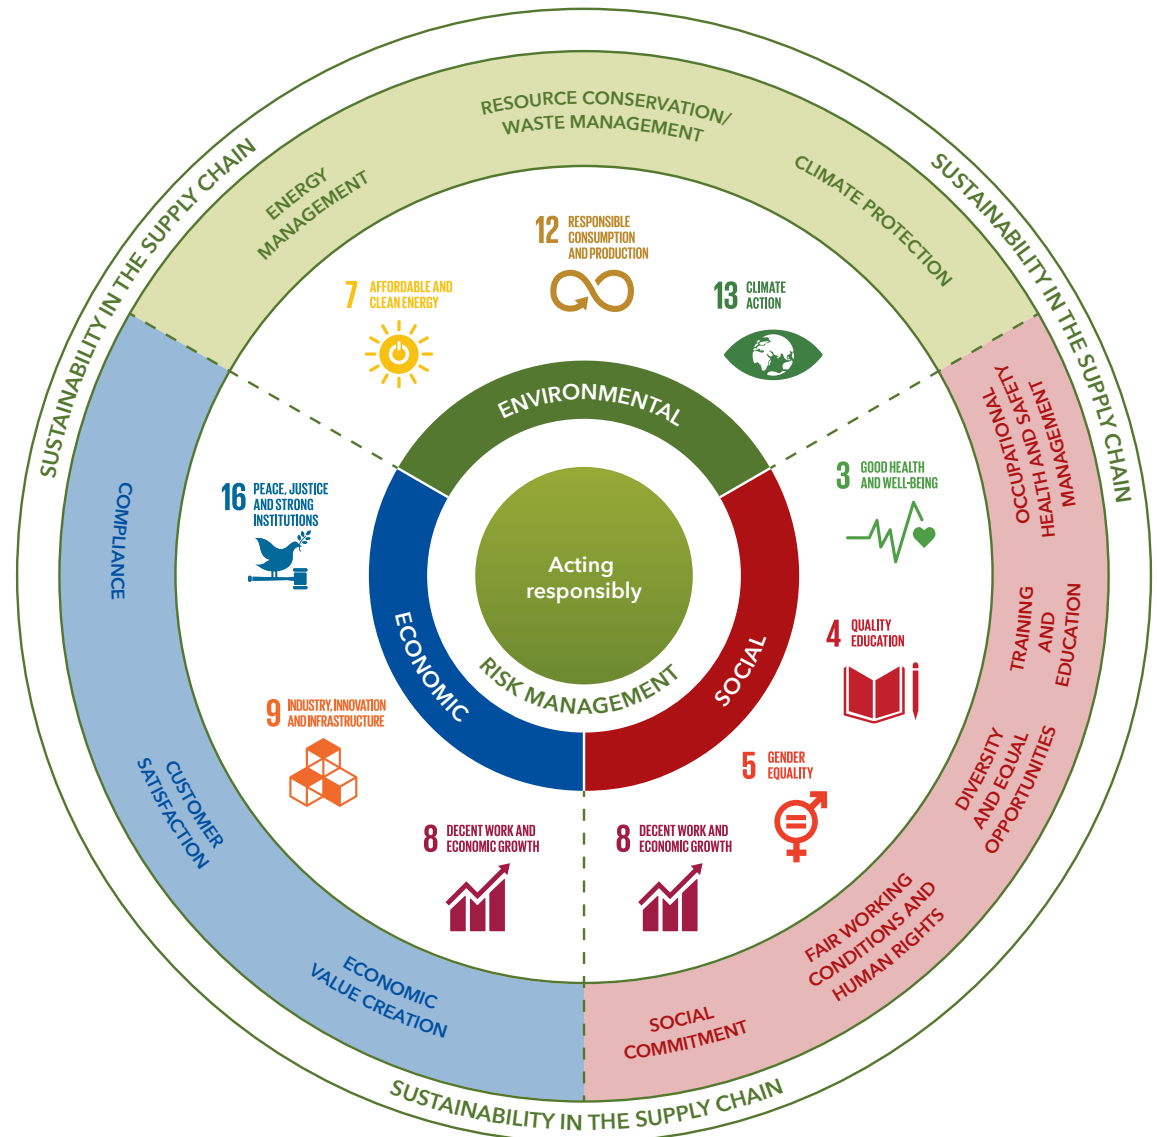 SUSTAINABILITY IN THE SUPPLY CHAIN
SUSTAINABILITY IN THE SUPPLY CHAIN
RESOURCE CONSERVATION/
WASTE MANAGEMENT
ENERGY
MANAGEMENT
CLIMATE PROTECTION
12 RESPONSIBLE
CONSUMPTION
AND PRODUCTION
7 AFFORDABLE AND
CLEAN ENERGY
13 CLIMATE
ACTION
ENVIRONMENTAL
OCCUPATIONAL
HEALTH AND SAFETY
MANAGEMENT
3 GOOD HEALTH
AND WELL-BEING
16 PEACE, JUSTICE
AND STRONG
INSTITUTIONS
COMPLIANCE
Acting
responsibly
RISK MANAGEMENT
ECONOMIC
SOCIAL
4 QUALITY
EDUCATION
TRAINING
AND
EDUCATION
9 INDUSTRY, INNOVATION
AND INFRASTRUCTURE
5 GENDER
EQUALITY
DIVERSITY
AND EQUAL
OPPORTUNITIES
CUSTOMER
SATISFACTION
8 DECENT WORK AND
ECONOMIC GROWTH
8 DECENT WORK AND
ECONOMIC GROWTH
FAIR WORKING
CONDITIONS AND
HUMAN RIGHTS
ECONOMIC
VALUE CREATION
SOCIAL
COMMITMENT
SUSTAINABILITY IN THE SUPPLY CHAIN